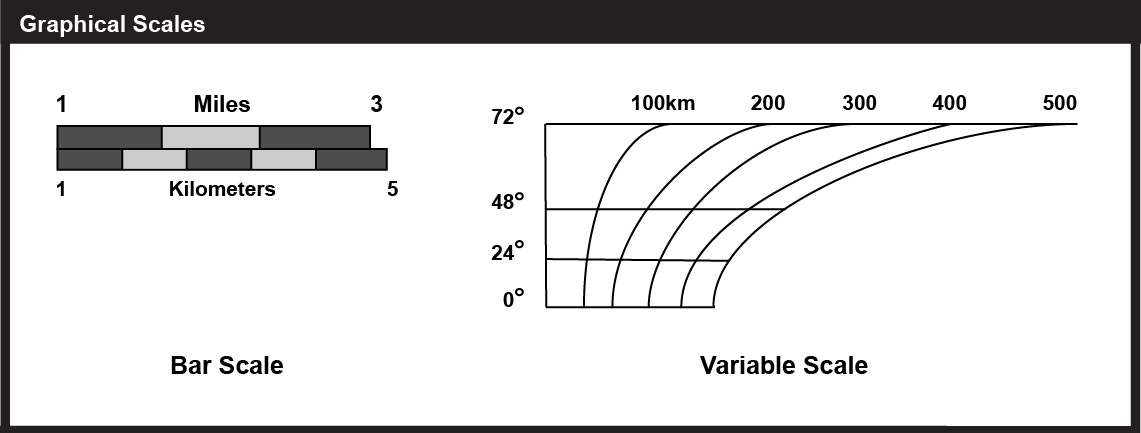 Graphical Scales
1 Miles 3
1 Kilometers 5
Bar Scale
100km 200 300 400 500
72°
48°
24°
0°
Variable Scale